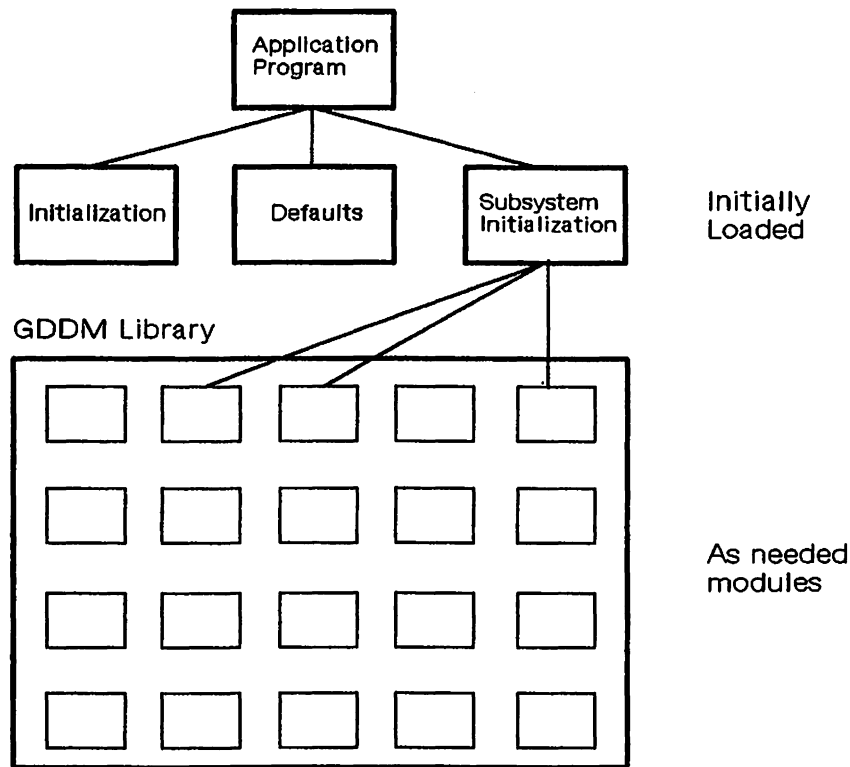 Application
Program
Initialization
Defaults
Subsystem
Initialization
Initially
Loaded
GDDM Library
As needed
modules